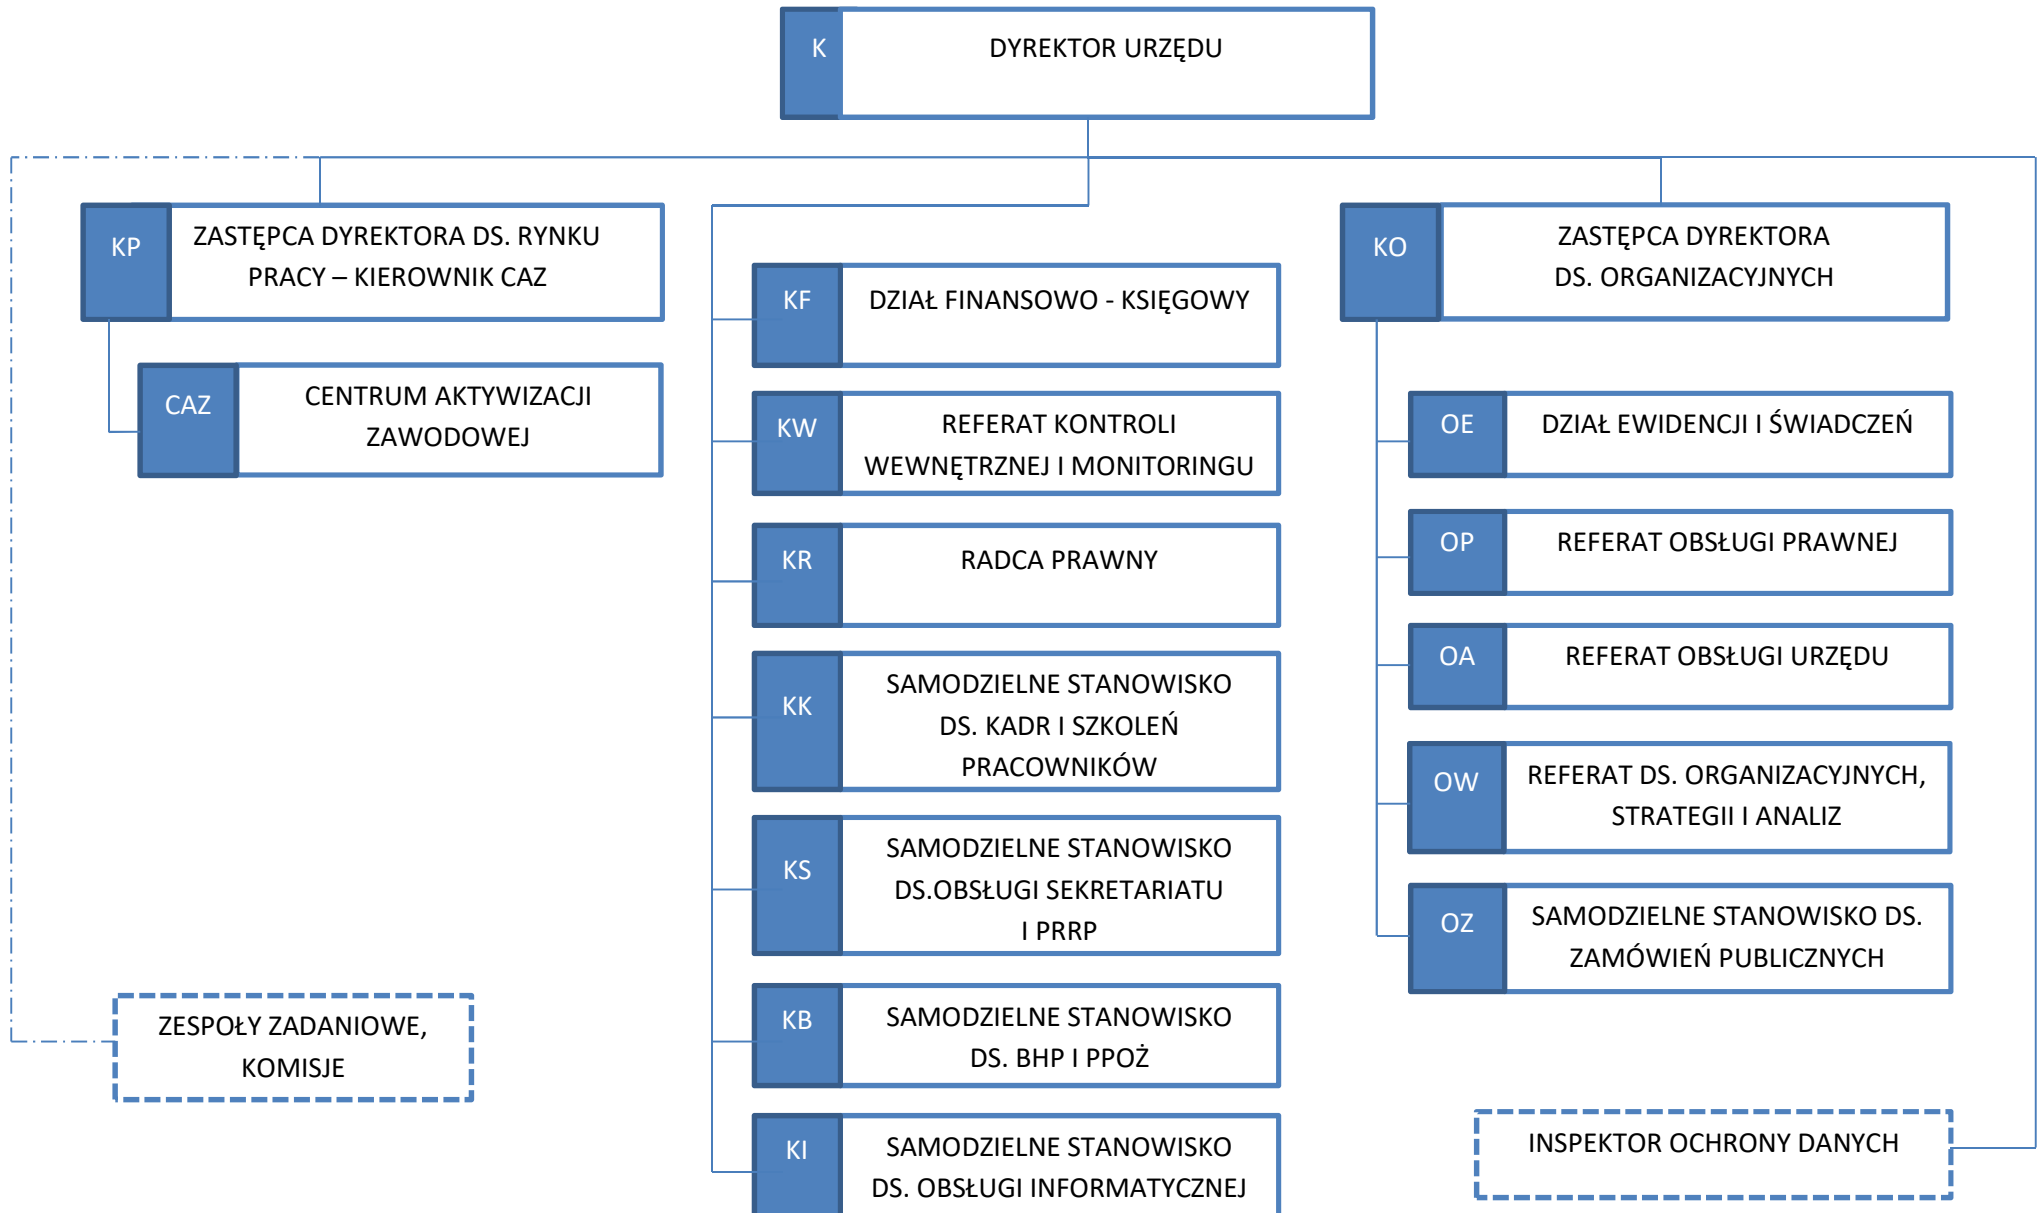 K
DYREKTOR URZĘDU
KP
ZASTĘPCA DYREKTORA DS. RYNKU
PRACY – KIEROWNIK CAZ
CAZ
CENTRUM AKTYWIZACJI
ZAWODOWEJ
ZESPOŁY ZADANIOWE,
KOMISJE
KF
DZIAŁ FINANSOWO - KSIĘGOWY
KW
REFERAT KONTROLI
WEWNĘTRZNEJ I MONITORINGU
KR
RADCA PRAWNY
KK
SAMODZIELNE STANOWISKO
DS. KADR I SZKOLEŃ
PRACOWNIKÓW
KS
SAMODZIELNE STANOWISKO
DS.OBSŁUGI SEKRETARIATU
I PRRP
KB
SAMODZIELNE STANOWISKO
DS. BHP I PPOŻ
KI
SAMODZIELNE STANOWISKO
DS. OBSŁUGI INFORMATYCZNEJ
KO
ZASTĘPCA DYREKTORA
DS. ORGANIZACYJNYCH
OE
DZIAŁ EWIDENCJI I ŚWIADCZEŃ
OP
REFERAT OBSŁUGI PRAWNEJ
OA
REFERAT OBSŁUGI URZĘDU
OW
REFERAT DS. ORGANIZACYJNYCH,
STRATEGII I ANALIZ
OZ
SAMODZIELNE STANOWISKO DS.
ZAMÓWIEŃ PUBLICZNYCH
INSPEKTOR OCHRONY DANYCH